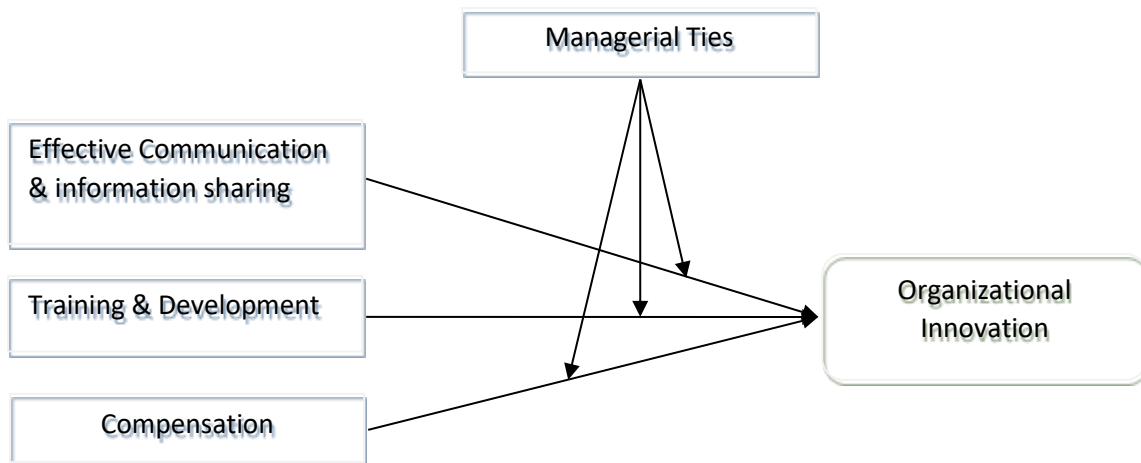 Managerial Ties
Effective Communication
& information sharing
Training & Development
Organizational
Innovation
Compensation